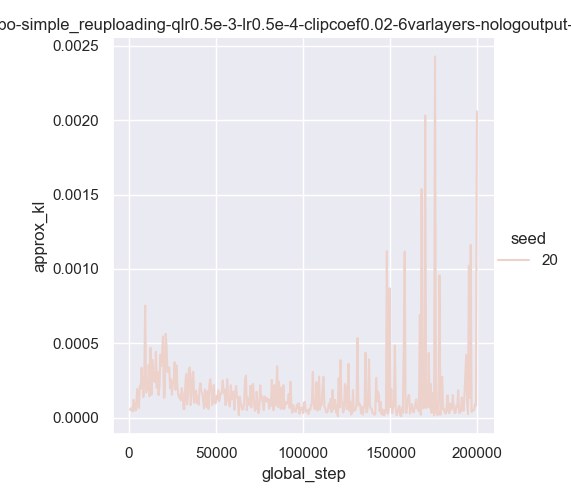 po-simple_reuploading-qlr0.5e-3-lr0.5e-4-clipcoef0.02-6varlayers-nologoutput-
0.0025
0.0020
0.0015
0.0010
0.0005
0.0000
approx_kl
0 50000 100000 150000 200000
global_step
seed
20